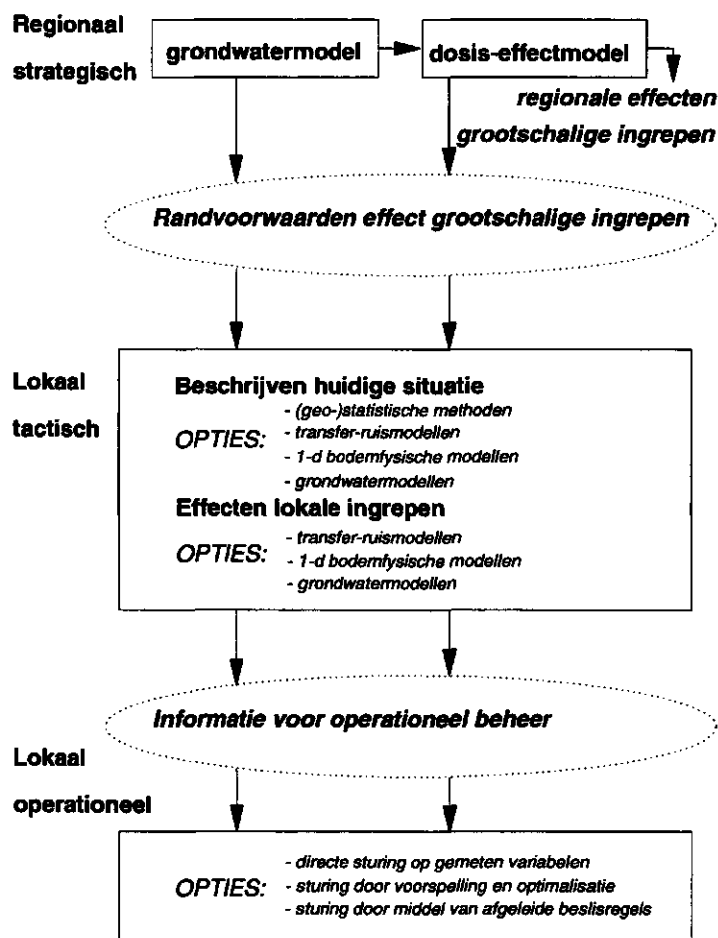 Regionaal
strategisch
grondwatermodel
dosis-effectmodel
regionale effecten
grootschalige ingrepen
Randvoorwaarden effect grootschalige ingrepen
Lokaal
tactisch
Beschrijven huidige situatie
OPTIES:
- (geo-)statistische methoden
- transfer-ruismodellen
- 1-d bodemfysische modellen
- grondwatermodellen
Effecten lokale ingrepen
OPTIES:
- transfer-ruismodellen
- 1-d bodemfysische modellen
- grondwatermodellen
Informatie voor operationeel beheer
Lokaal
operationeel
OPTIES:
- directe sturing op gemeten variabelen
- sturing door voorspelling en optimalisatie
- sturing door middel van afgeleide beslisregels